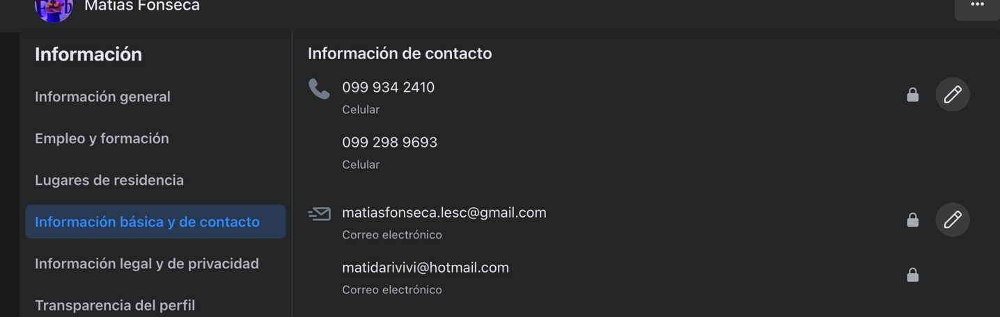 Matias Fonseca
Información
Información general
Empleo y formación
Lugares de residencia
Información básica y de contacto
Información legal y de privacidad
Transparencia del perfil
Información de contacto
099 934 2410
Celular
099 298 9693
Celular
matiasfonseca.lesc@gmail.com
Correo electrónico
matidarivivi@hotmail.com
Correo electrónico